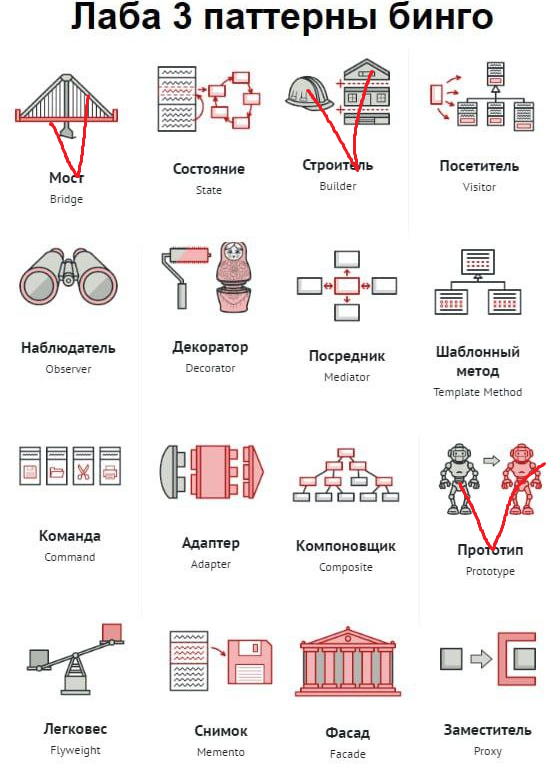 Лаба 3 паттерны бинго
Мост
Bridge
Состояние
State
Строитель
Builder
Посетитель
Visitor
Наблюдатель
Observer
Декоратор
Decorator
Посредник
Mediator
Шаблонный
метод
Template Method
Команда
Command
Адаптер
Adapter
Компоновщик
Composite
Прототип
Prototype
Легковес
Flyweight
Снимок
Memento
Фасад
Facade
Заместитель
Proxy